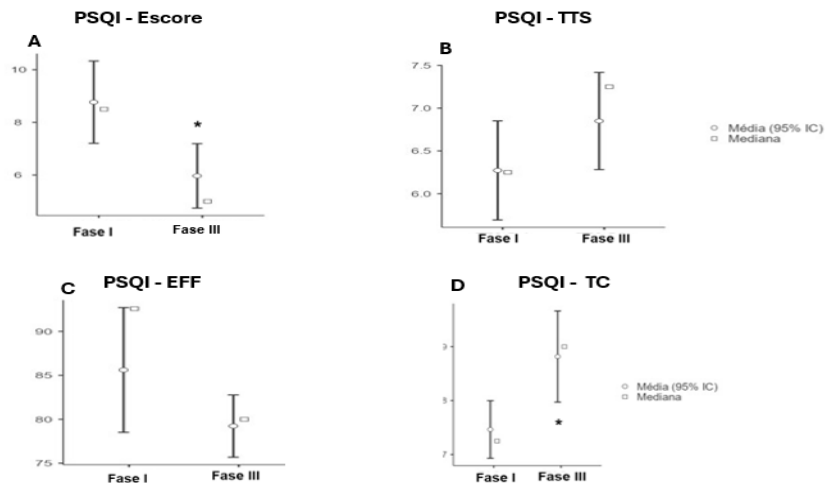 PSQI - Escore
A
10
8
6
*
Fase I
Fase III
PSQI - TTS
B
7.5
7.0
6.5
6.0
Fase I
Fase III
Média (95% IC)
Mediana
PSQI - EFF
C
90
85
80
75
Fase I
Fase III
PSQI - TC
D
9
8
7
*
Fase I
Fase III
Média (95% IC)
Mediana